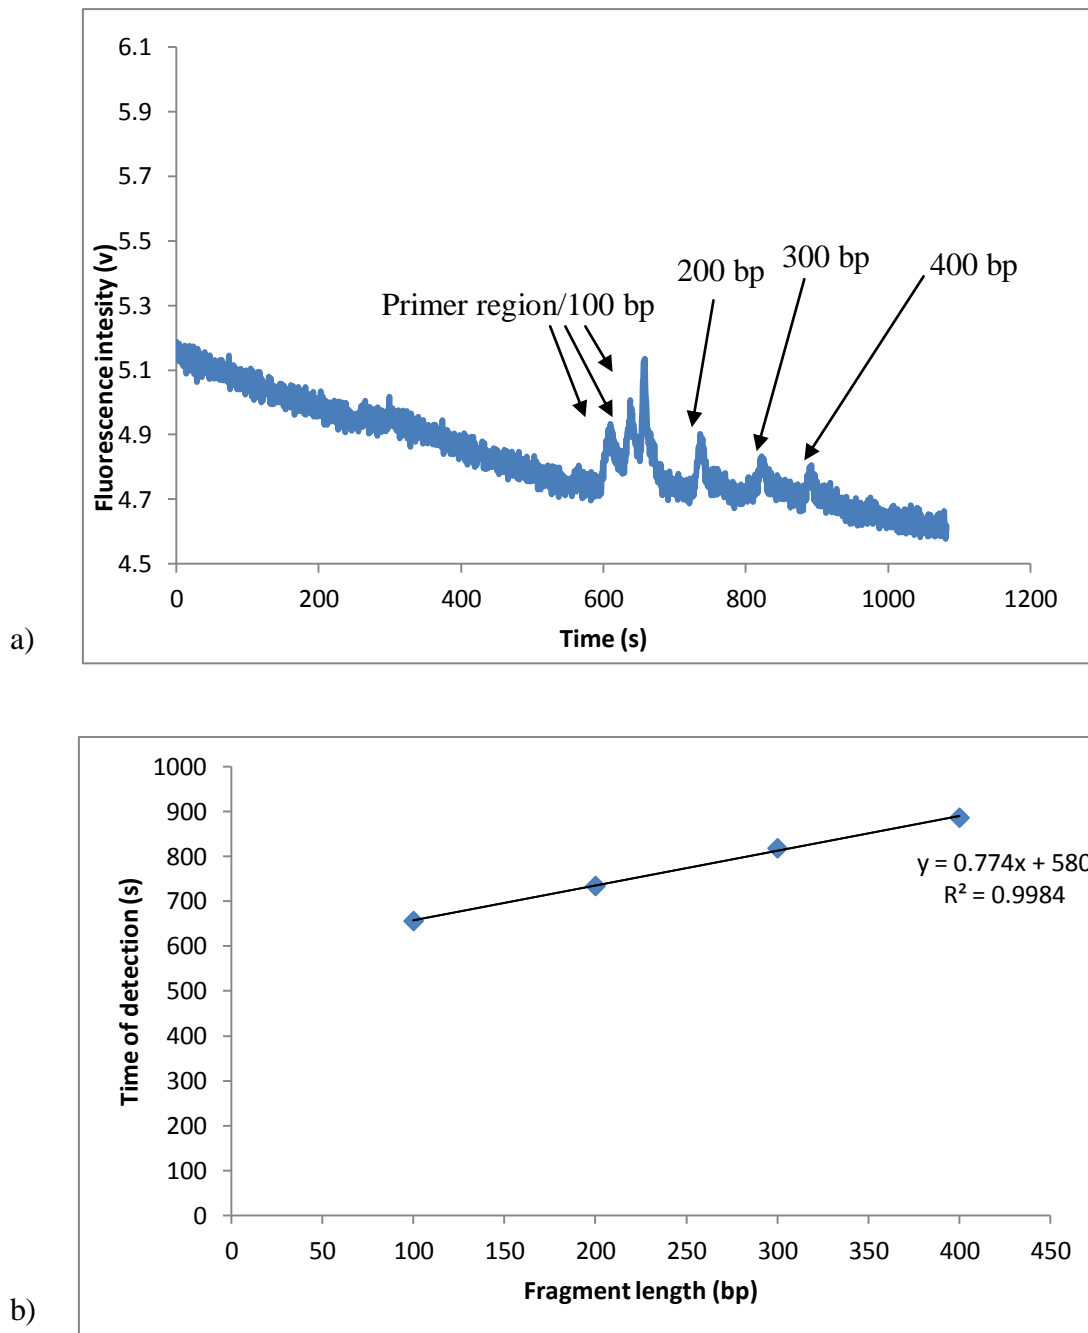 6.1
5.9
5.7
5.5
5.3
5.1
4.9
4.7
4.5
Fluorescence intesity (v)
Primer region/100 bp
200 bp
300 bp
400 bp
0 200 400 600 800 1000 1200
Time (s)
a)
1000
900
800
700
600
500
400
300
200
100
0
Time of detection (s)
y = 0.774x + 580
R² = 0.9984
0 50 100 150 200 250 300 350 400 450
Fragment length (bp)
b)